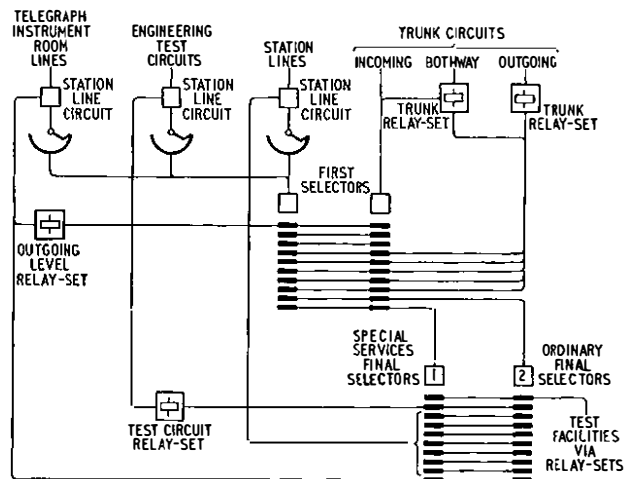 TELEGRAPH
INSTRUMENT
ROOM
LINES
ENGINEERING
TEST
CIRCUITS
STATION
LINES
TRUNK CIRCUITS
INCOMING BOTHWAY OUTGOING
STATION
LINE
CIRCUIT
STATION
LINE
CIRCUIT
STATION
LINE
CIRCUIT
TRUNK
RELAY-SET
TRUNK
RELAY-SET
FIRST
SELECTORS
OUTGOING
LEVEL
RELAY-SET
SPECIAL
SERVICES
FINAL
SELECTORS
1
2
ORDINARY
FINAL
SELECTORS
TEST CIRCUIT
RELAY-SET
TEST
FACILITIES
VIA
RELAY-SETS